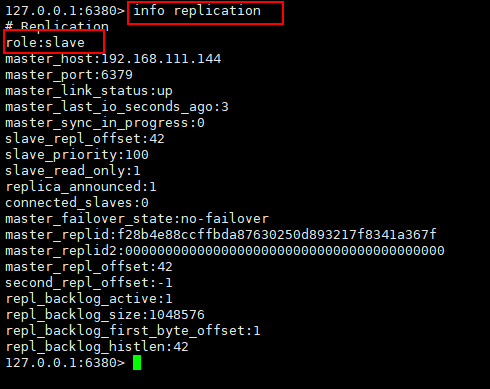 127.0.0.1:6380> info replication
# Replication
role:slave
master_host:192.168.111.144
master_port:6379
master_link_status:up
master_last_io_seconds_ago:3
master_sync_in_progress:0
slave_repl_offset:42
slave_priority:100
slave_read_only:1
replica_announced:1
connected_slaves:0
master_failover_state:no-failover
master_replid:f28b4e88ccffbda87630250d893217f8341a367f
master_replid2:0000000000000000000000000000000000000000
master_repl_offset:42
second_repl_offset:-1
repl_backlog_active:1
repl_backlog_size:1048576
repl_backlog_first_byte_offset:1
repl_backlog_histlen:42
127.0.0.1:6380>